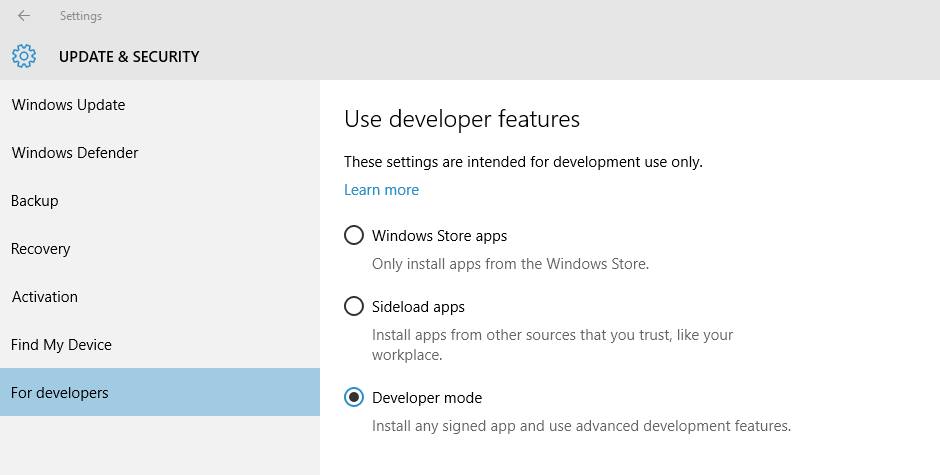 Settings
UPDATE & SECURITY
Windows Update
Windows Defender
Backup
Recovery
Activation
Find My Device
For developers
Use developer features
These settings are intended for development use only.
Learn more
Windows Store apps
Only install apps from the Windows Store.
Sideload apps
Install apps from other sources that you trust, like your
workplace.
Developer mode
Install any signed app and use advanced development features.